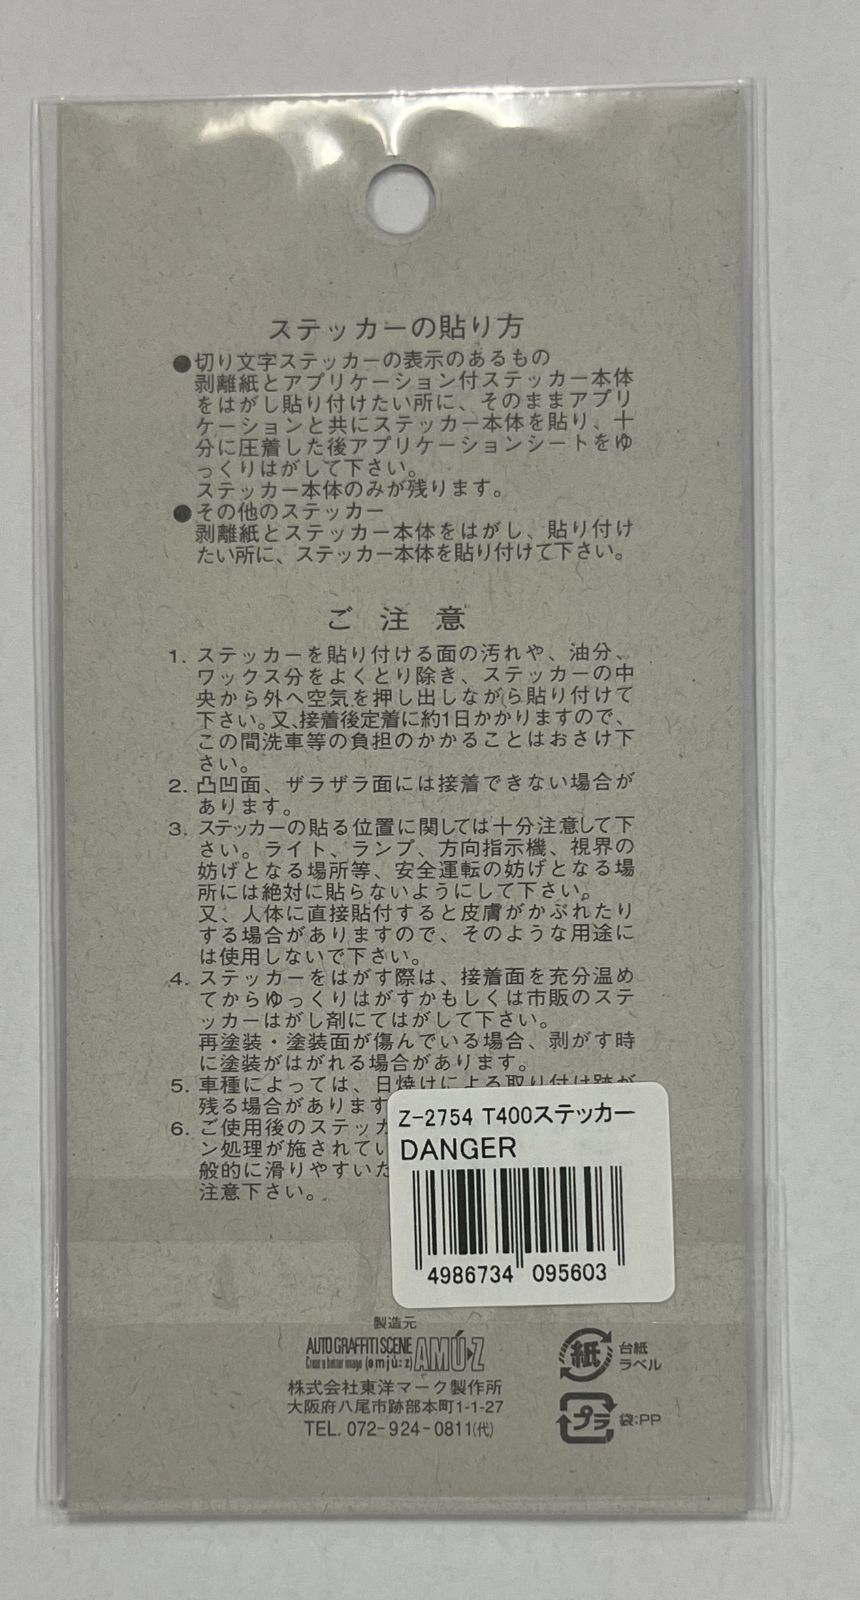 ステッカーの貼り方
●切り文字ステッカーの表示のあるもの
剥離紙とアプリケーション付ステッカー本体
をはがし貼り付けたい所に、そのままアプリ
ケーションと共にステッカー本体を貼り、十
分に圧着した後アプリケーションシートをゆ
っくりはがして下さい。
ステッカー本体のみが残ります。
●その他のステッカー
剥離紙とステッカー本体をはがし、貼り付け
たい所に、ステッカー本体を貼り付けて下さい。
ご注意
1. ステッカーを貼り付ける面の汚れや、油分、
ワックス分をよくとり除き、ステッカーの中
央から外へ空気を押し出しながら貼り付けて
下さい。又、接着後定着に約1日かかりますので、
この間洗車等の負担のかかることはおさけ下
さい。
2. 凸凹面、ザラザラ面には接着できない場合が
あります。
3. ステッカーの貼る位置に関しては十分注意して下
さい。ライト、ランプ、方向指示機、視界の
妨げとなる場所等、安全運転の妨げとなる場
所には絶対に貼らないようにして下さい。
又、人体に直接貼付すると皮膚がかぶれたり
する場合がありますので、そのような用途に
は使用しないで下さい。
4. ステッカーをはがす際は、接着面を充分温め
てからゆっくりはがすかもしくは市販のステ
ッカーはがし剤にてはがして下さい。
再塗装・塗装面が傷んでいる場合、剥がす時
に塗装がはがれる場合があります。
5. 車種によっては、日焼けによる取り付け跡が
残る場合があります
6. ご使用後のステッカ
ン処理が施されてい
般的に滑りやすいた
注意下さい。
Z-2754 T400ステッカー
DANGER
4986734 095603
製造元
AUTO GRAFFITI SCENE AMÚ-Z
Create a better image (əmjú:z)
株式会社東洋マーク製作所
大阪府八尾市跡部本町1-1-27
TEL. 072-924-0811(代)
紙 台紙
ラベル
プラ 袋:PP